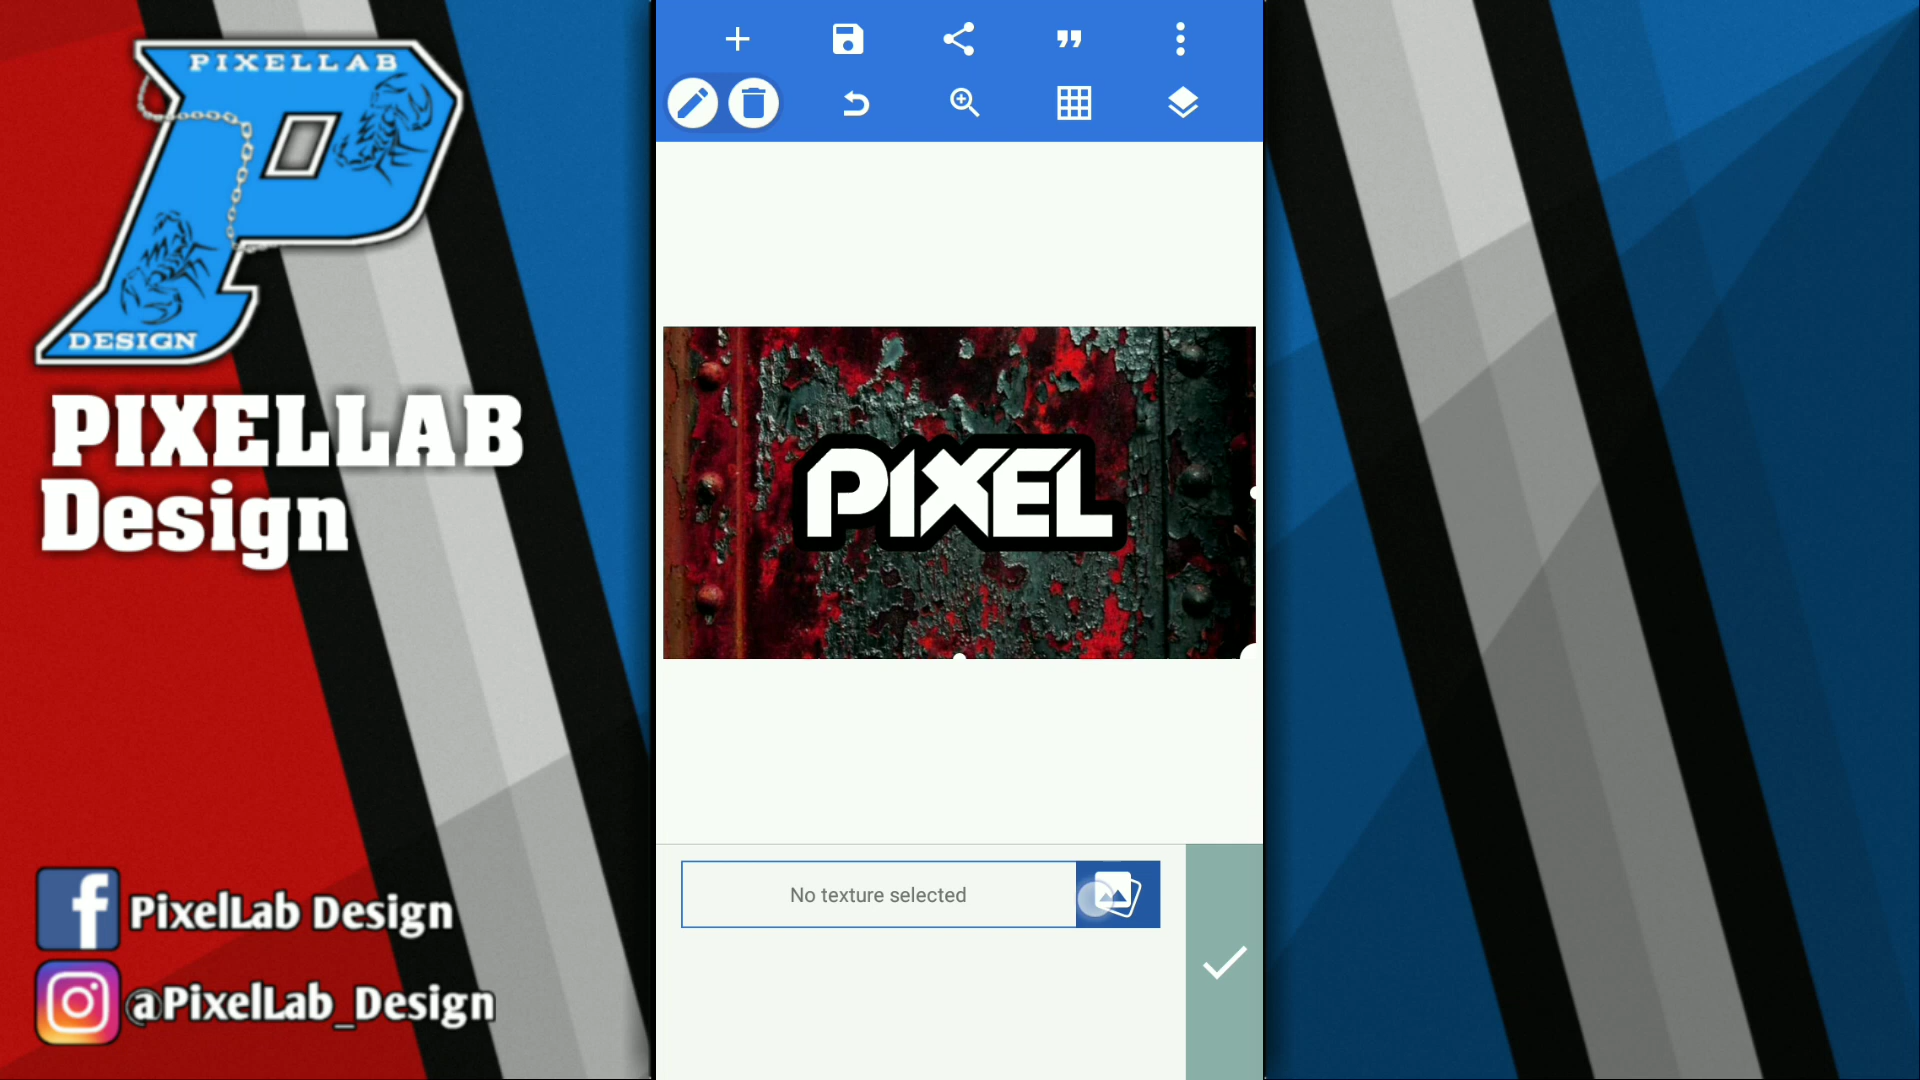 PIXELLAB
DESIGN
PIXELLAB
Design
PIXEL
No texture selected
PixelLab Design
@PixelLab_Design